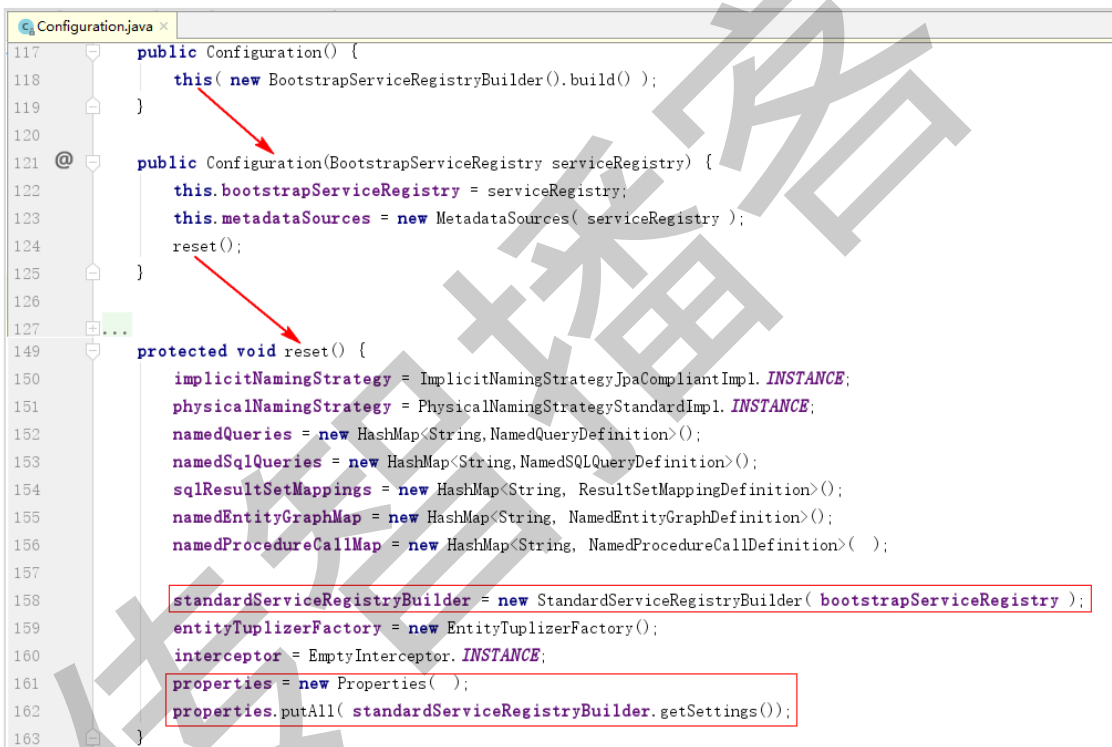 Configuration.java
117 public Configuration() {
118 this( new BootstrapServiceRegistryBuilder().build() );
119 }
120
121 @ public Configuration(BootstrapServiceRegistry serviceRegistry) {
122 this.bootstrapServiceRegistry = serviceRegistry;
123 this.metadataSources = new MetadataSources( serviceRegistry );
124 reset();
125 }
126
127 ...
149 protected void reset() {
150 implicitNamingStrategy = ImplicitNamingStrategyJpaCompliantImpl.INSTANCE;
151 physicalNamingStrategy = PhysicalNamingStrategyStandardImpl.INSTANCE;
152 namedQueries = new HashMap<String,NamedQueryDefinition>();
153 namedSqlQueries = new HashMap<String,NamedSQLQueryDefinition>();
154 sqlResultSetMappings = new HashMap<String, ResultSetMappingDefinition>();
155 namedEntityGraphMap = new HashMap<String, NamedEntityGraphDefinition>();
156 namedProcedureCallMap = new HashMap<String, NamedProcedureCallDefinition>( );
157
158 standardServiceRegistryBuilder = new StandardServiceRegistryBuilder( bootstrapServiceRegistry );
159 entityTuplizerFactory = new EntityTuplizerFactory();
160 interceptor = EmptyInterceptor.INSTANCE;
161 properties = new Properties( );
162 properties.putAll( standardServiceRegistryBuilder.getSettings());
163 }
传智播客